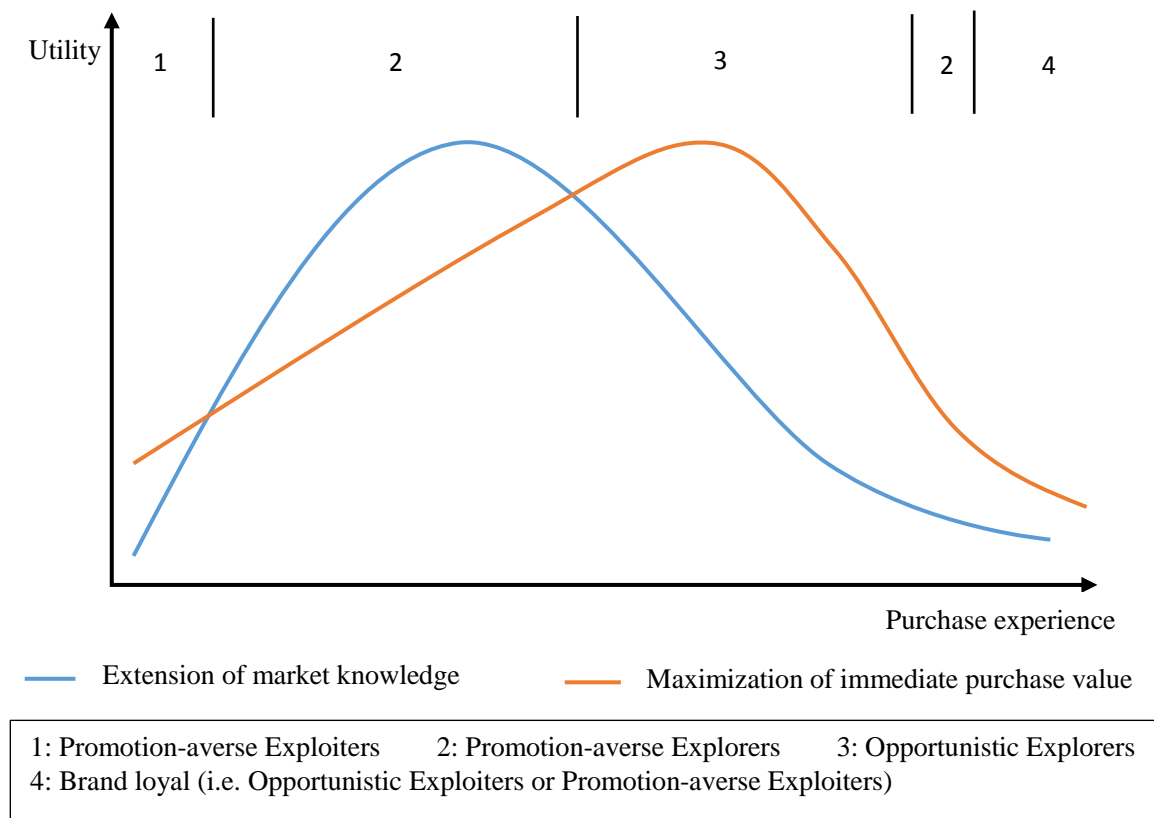 Utility
1 2 3 2 4
Purchase experience
Extension of market knowledge Maximization of immediate purchase value
1: Promotion-averse Exploiters 2: Promotion-averse Explorers 3: Opportunistic Explorers
4: Brand loyal (i.e. Opportunistic Exploiters or Promotion-averse Exploiters)